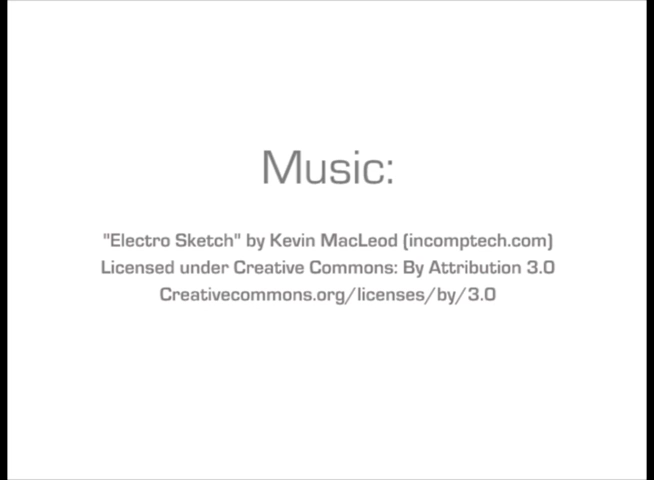 Music:
"Electro Sketch" by Kevin MacLeod (incomptech.com)
Licensed under Creative Commons: By Attribution 3.0
Creativecommons.org/licenses/by/3.0